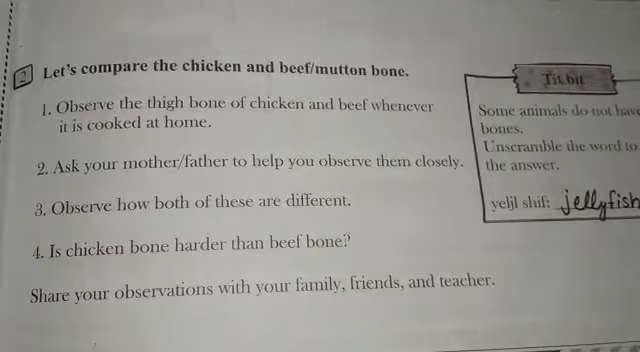 2 Let's compare the chicken and beef/mutton bone.
1. Observe the thigh bone of chicken and beef whenever
it is cooked at home.
2. Ask your mother/father to help you observe them closely.
3. Observe how both of these are different.
4. Is chicken bone harder than beef bone?
Share your observations with your family, friends, and teacher.
Tit bit
Some animals do not have
bones.
Unscramble the word to
the answer.
yeljl shif: jellyfish